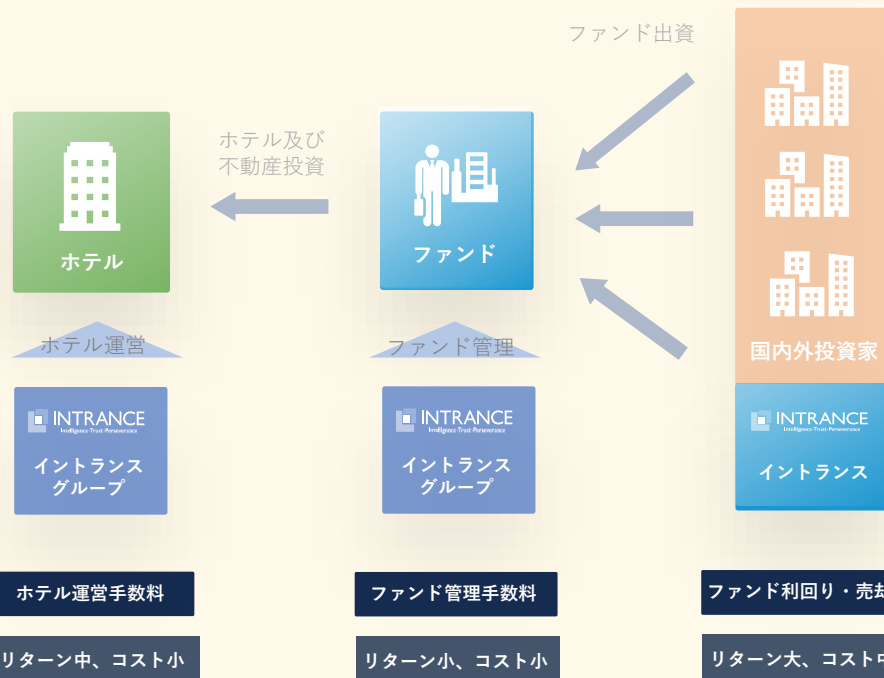 ファンド出資
ホテル及び
不動産投資
ホテル
ファンド
国内外投資家
ホテル運営
ファンド管理
INTRANCE
Intelligence·Trust·Perseverance
イントランス
グループ
INTRANCE
Intelligence·Trust·Perseverance
イントランス
グループ
INTRANCE
Intelligence·Trust·Perseverance
イントランス
ホテル運営手数料
ファンド管理手数料
ファンド利回り・売却
リターン中、コスト小
リターン小、コスト小
リターン大、コスト中